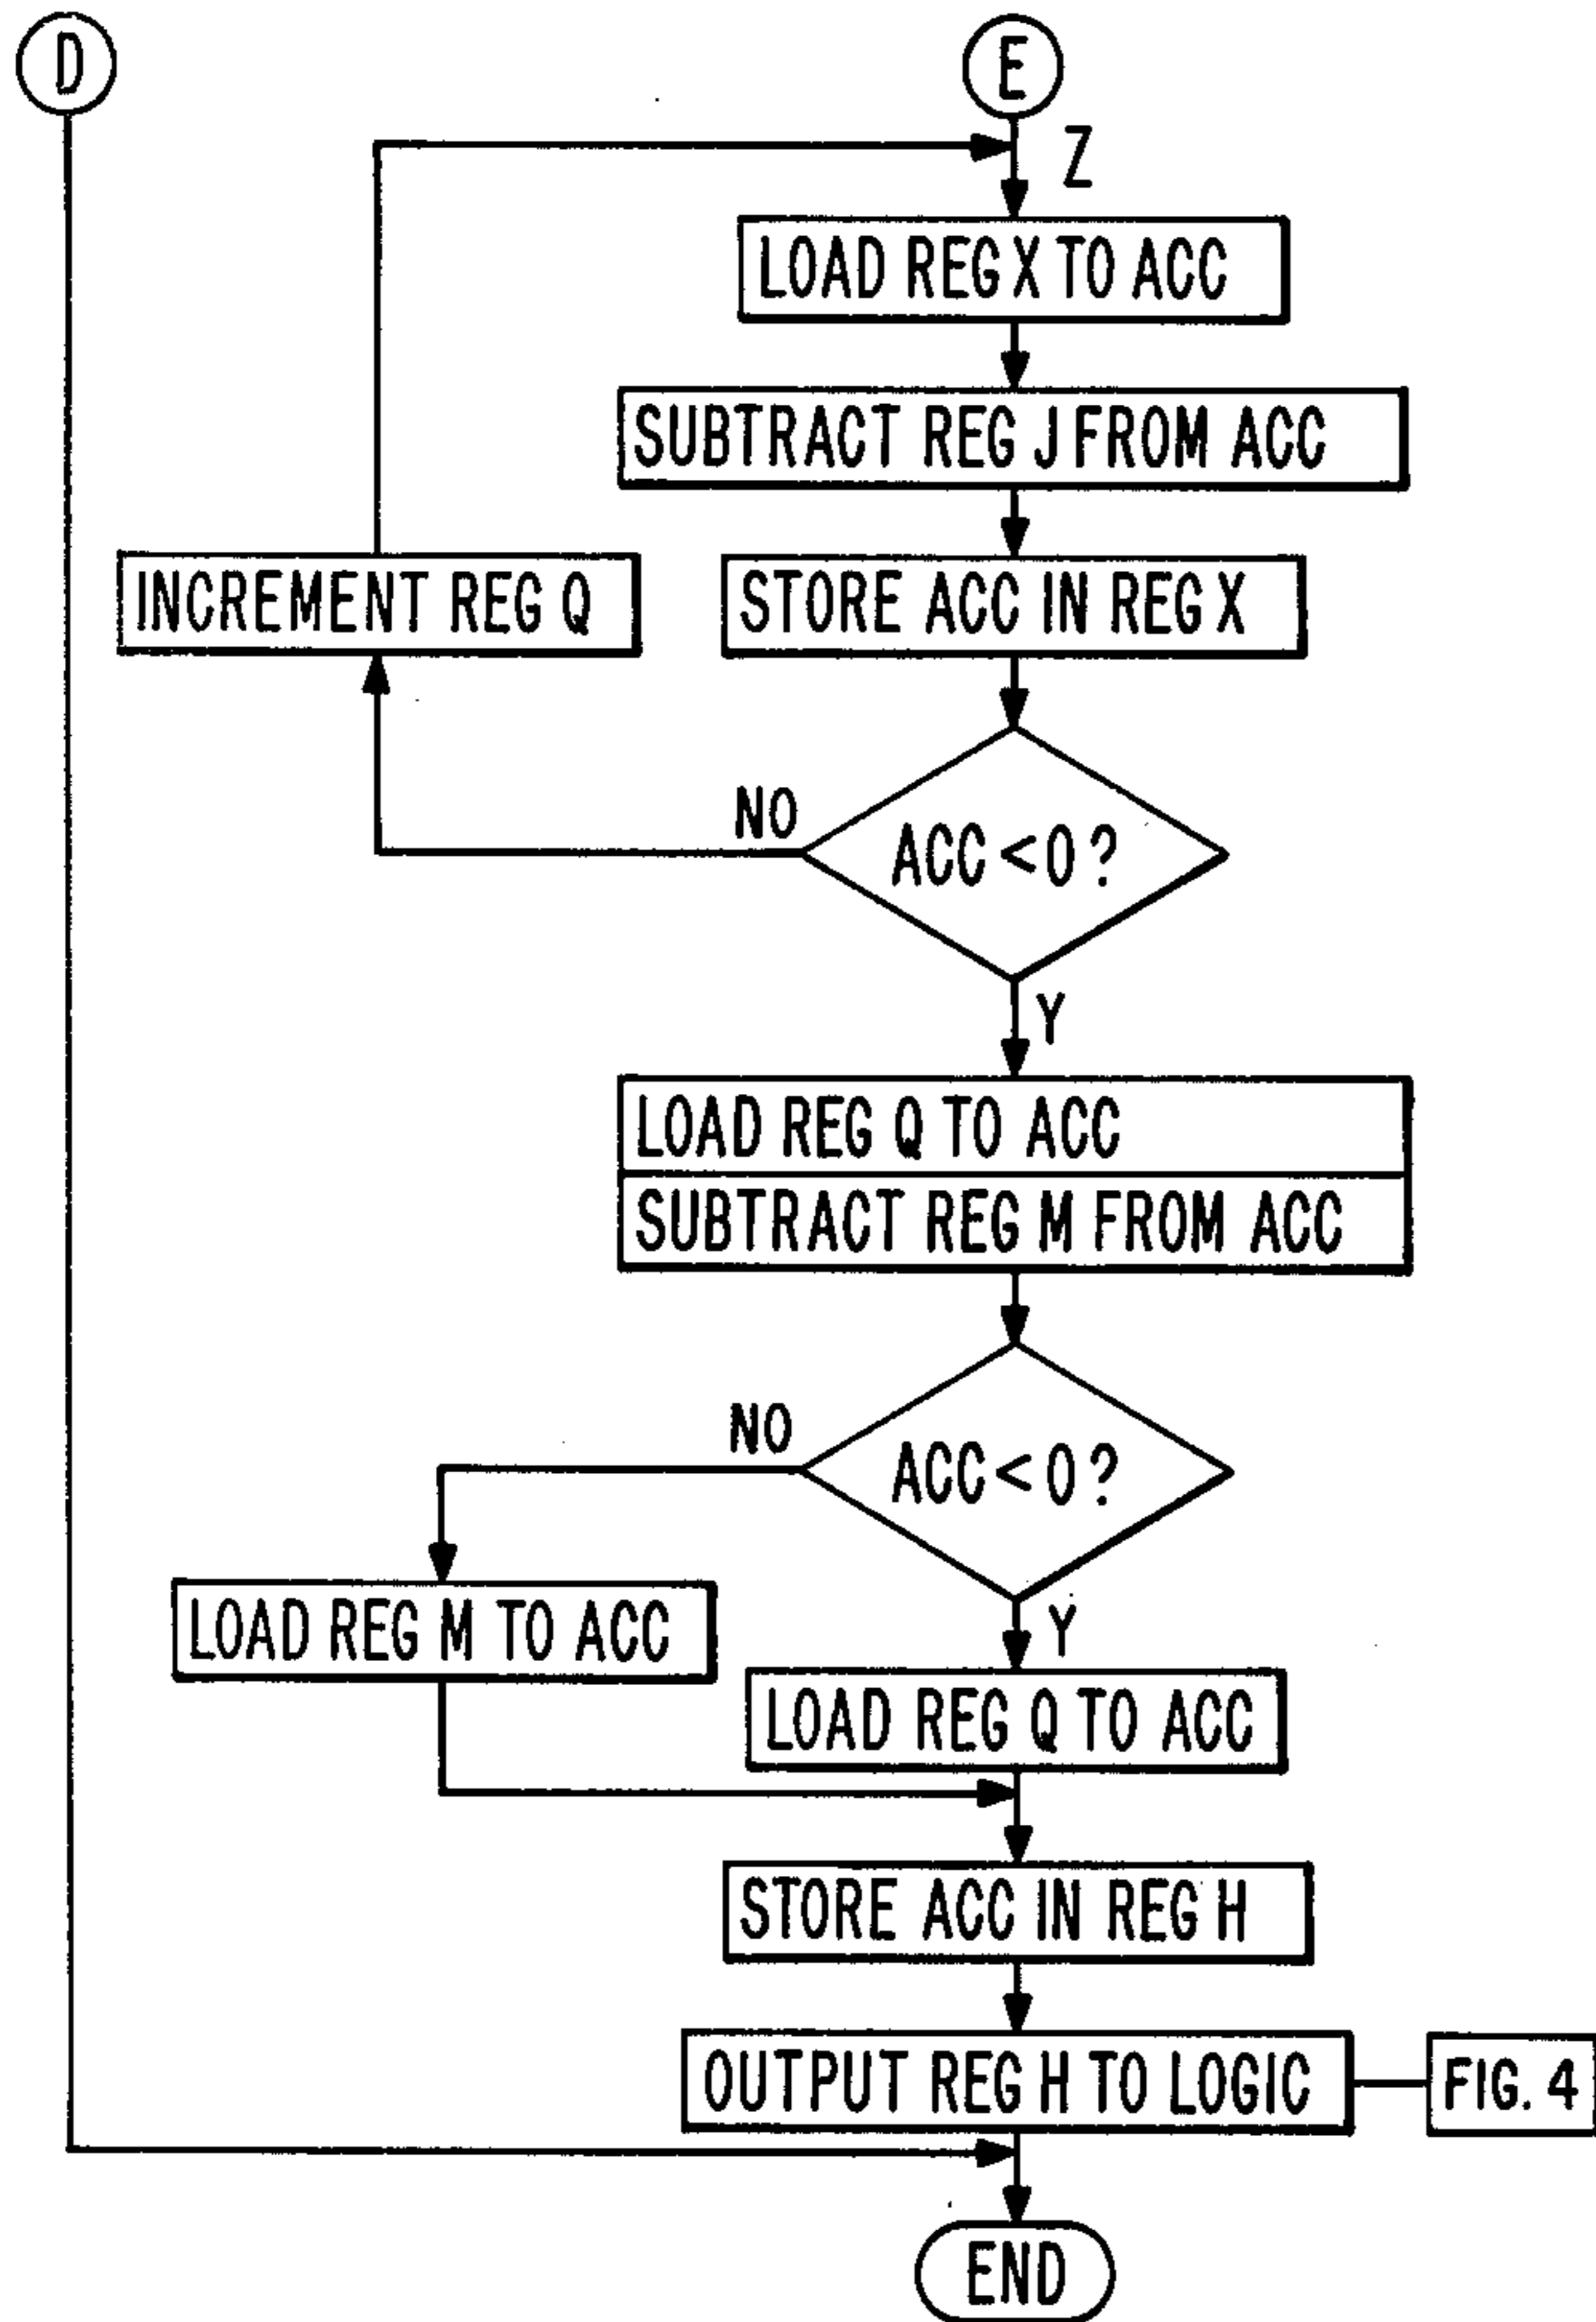 D
E
Z
LOAD REG X TO ACC
SUBTRACT REG J FROM ACC
INCREMENT REG Q
STORE ACC IN REG X
NO
ACC < 0 ?
Y
LOAD REG Q TO ACC
SUBTRACT REG M FROM ACC
NO
ACC < 0 ?
Y
LOAD REG M TO ACC
LOAD REG Q TO ACC
STORE ACC IN REG H
OUTPUT REG H TO LOGIC
FIG. 4
END